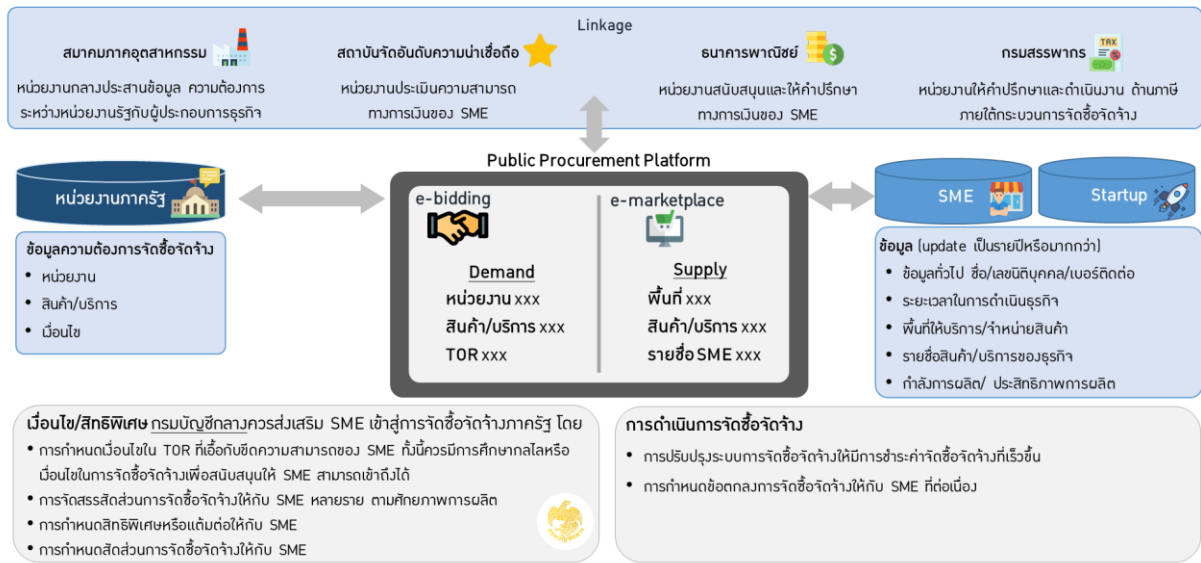 Linkage
สมาคมภาคอุตสาหกรรม
หน่วยงานกลางประสานข้อมูล ความต้องการ
ระหว่างหน่วยงานรัฐกับผู้ประกอบการธุรกิจ
สถาบันจัดอันดับความน่าเชื่อถือ
หน่วยงานประเมินความสามารถ
ทางการเงินของ SME
ธนาคารพาณิชย์
หน่วยงานสนับสนุนและให้คำปรึกษา
ทางการเงินของ SME
กรมสรรพากร
TAX
หน่วยงานให้คำปรึกษาและดำเนินงาน ด้านภาษี
ภายใต้กระบวนการจัดซื้อจัดจ้าง
Public Procurement Platform
หน่วยงานภาครัฐ
ข้อมูลความต้องการจัดซื้อจัดจ้าง
• หน่วยงาน
• สินค้า/บริการ
• เงื่อนไข
e-bidding
Demand
หน่วยงาน xxx
สินค้า/บริการ xxx
TOR xxx
e-marketplace
Supply
พื้นที่ xxx
สินค้า/บริการ xxx
รายชื่อ SME xxx
SME
Startup
ข้อมูล (update เป็นรายปีหรือมากกว่า)
• ข้อมูลทั่วไป ชื่อ/เลขนิติบุคคล/เบอร์ติดต่อ
• ระยะเวลาในการดำเนินธุรกิจ
• พื้นที่ให้บริการ/จำหน่ายสินค้า
• รายชื่อสินค้า/บริการของธุรกิจ
• กำลังการผลิต/ ประสิทธิภาพการผลิต
เงื่อนไข/สิทธิพิเศษ กรมบัญชีกลางควรส่งเสริม SME เข้าสู่การจัดซื้อจัดจ้างภาครัฐ โดย
• การกำหนดเงื่อนไขใน TOR ที่เอื้อกับขีดความสามารถของ SME ทั้งนี้ควรมีการศึกษากลไกหรือ
เงื่อนไขในการจัดซื้อจัดจ้างเพื่อสนับสนุนให้ SME สามารถเข้าถึงได้
• การจัดสรรสัดส่วนการจัดซื้อจัดจ้างให้กับ SME หลายราย ตามศักยภาพการผลิต
• การกำหนดสิทธิพิเศษหรือแต้มต่อให้กับ SME
• การกำหนดสัดส่วนการจัดซื้อจัดจ้างให้กับ SME
การดำเนินการจัดซื้อจัดจ้าง
• การปรับปรุงระบบการจัดซื้อจัดจ้างให้มีการชำระค่าจัดซื้อจัดจ้างที่เร็วขึ้น
• การกำหนดข้อตกลงการจัดซื้อจัดจ้างให้กับ SME ที่ต่อเนื่อง